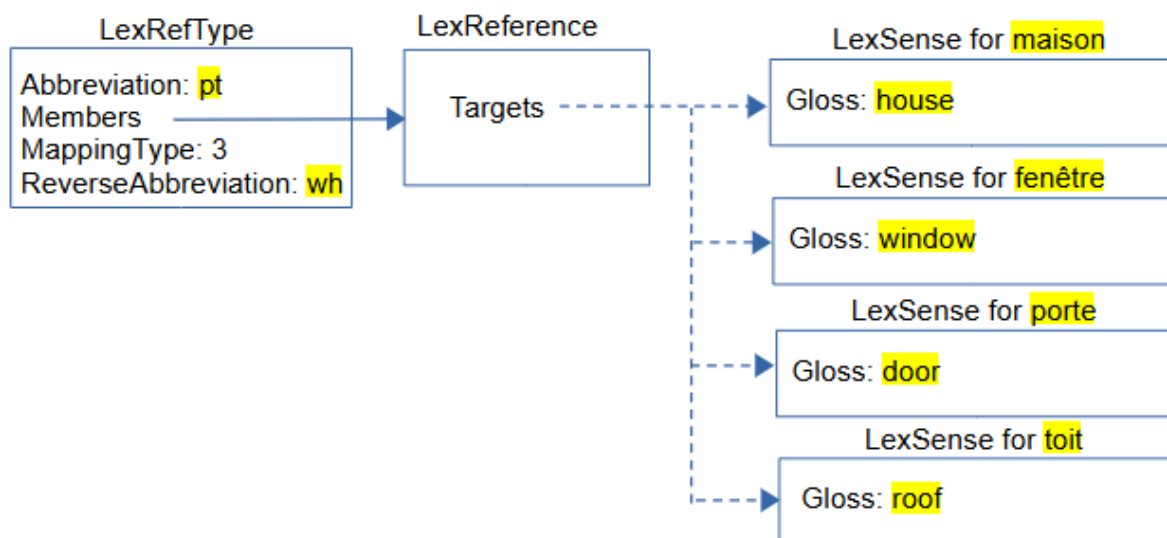 LexRefType
Abbreviation: pt
Members
MappingType: 3
ReverseAbbreviation: wh
LexReference
Targets
LexSense for maison
Gloss: house
LexSense for fenêtre
Gloss: window
LexSense for porte
Gloss: door
LexSense for toit
Gloss: roof